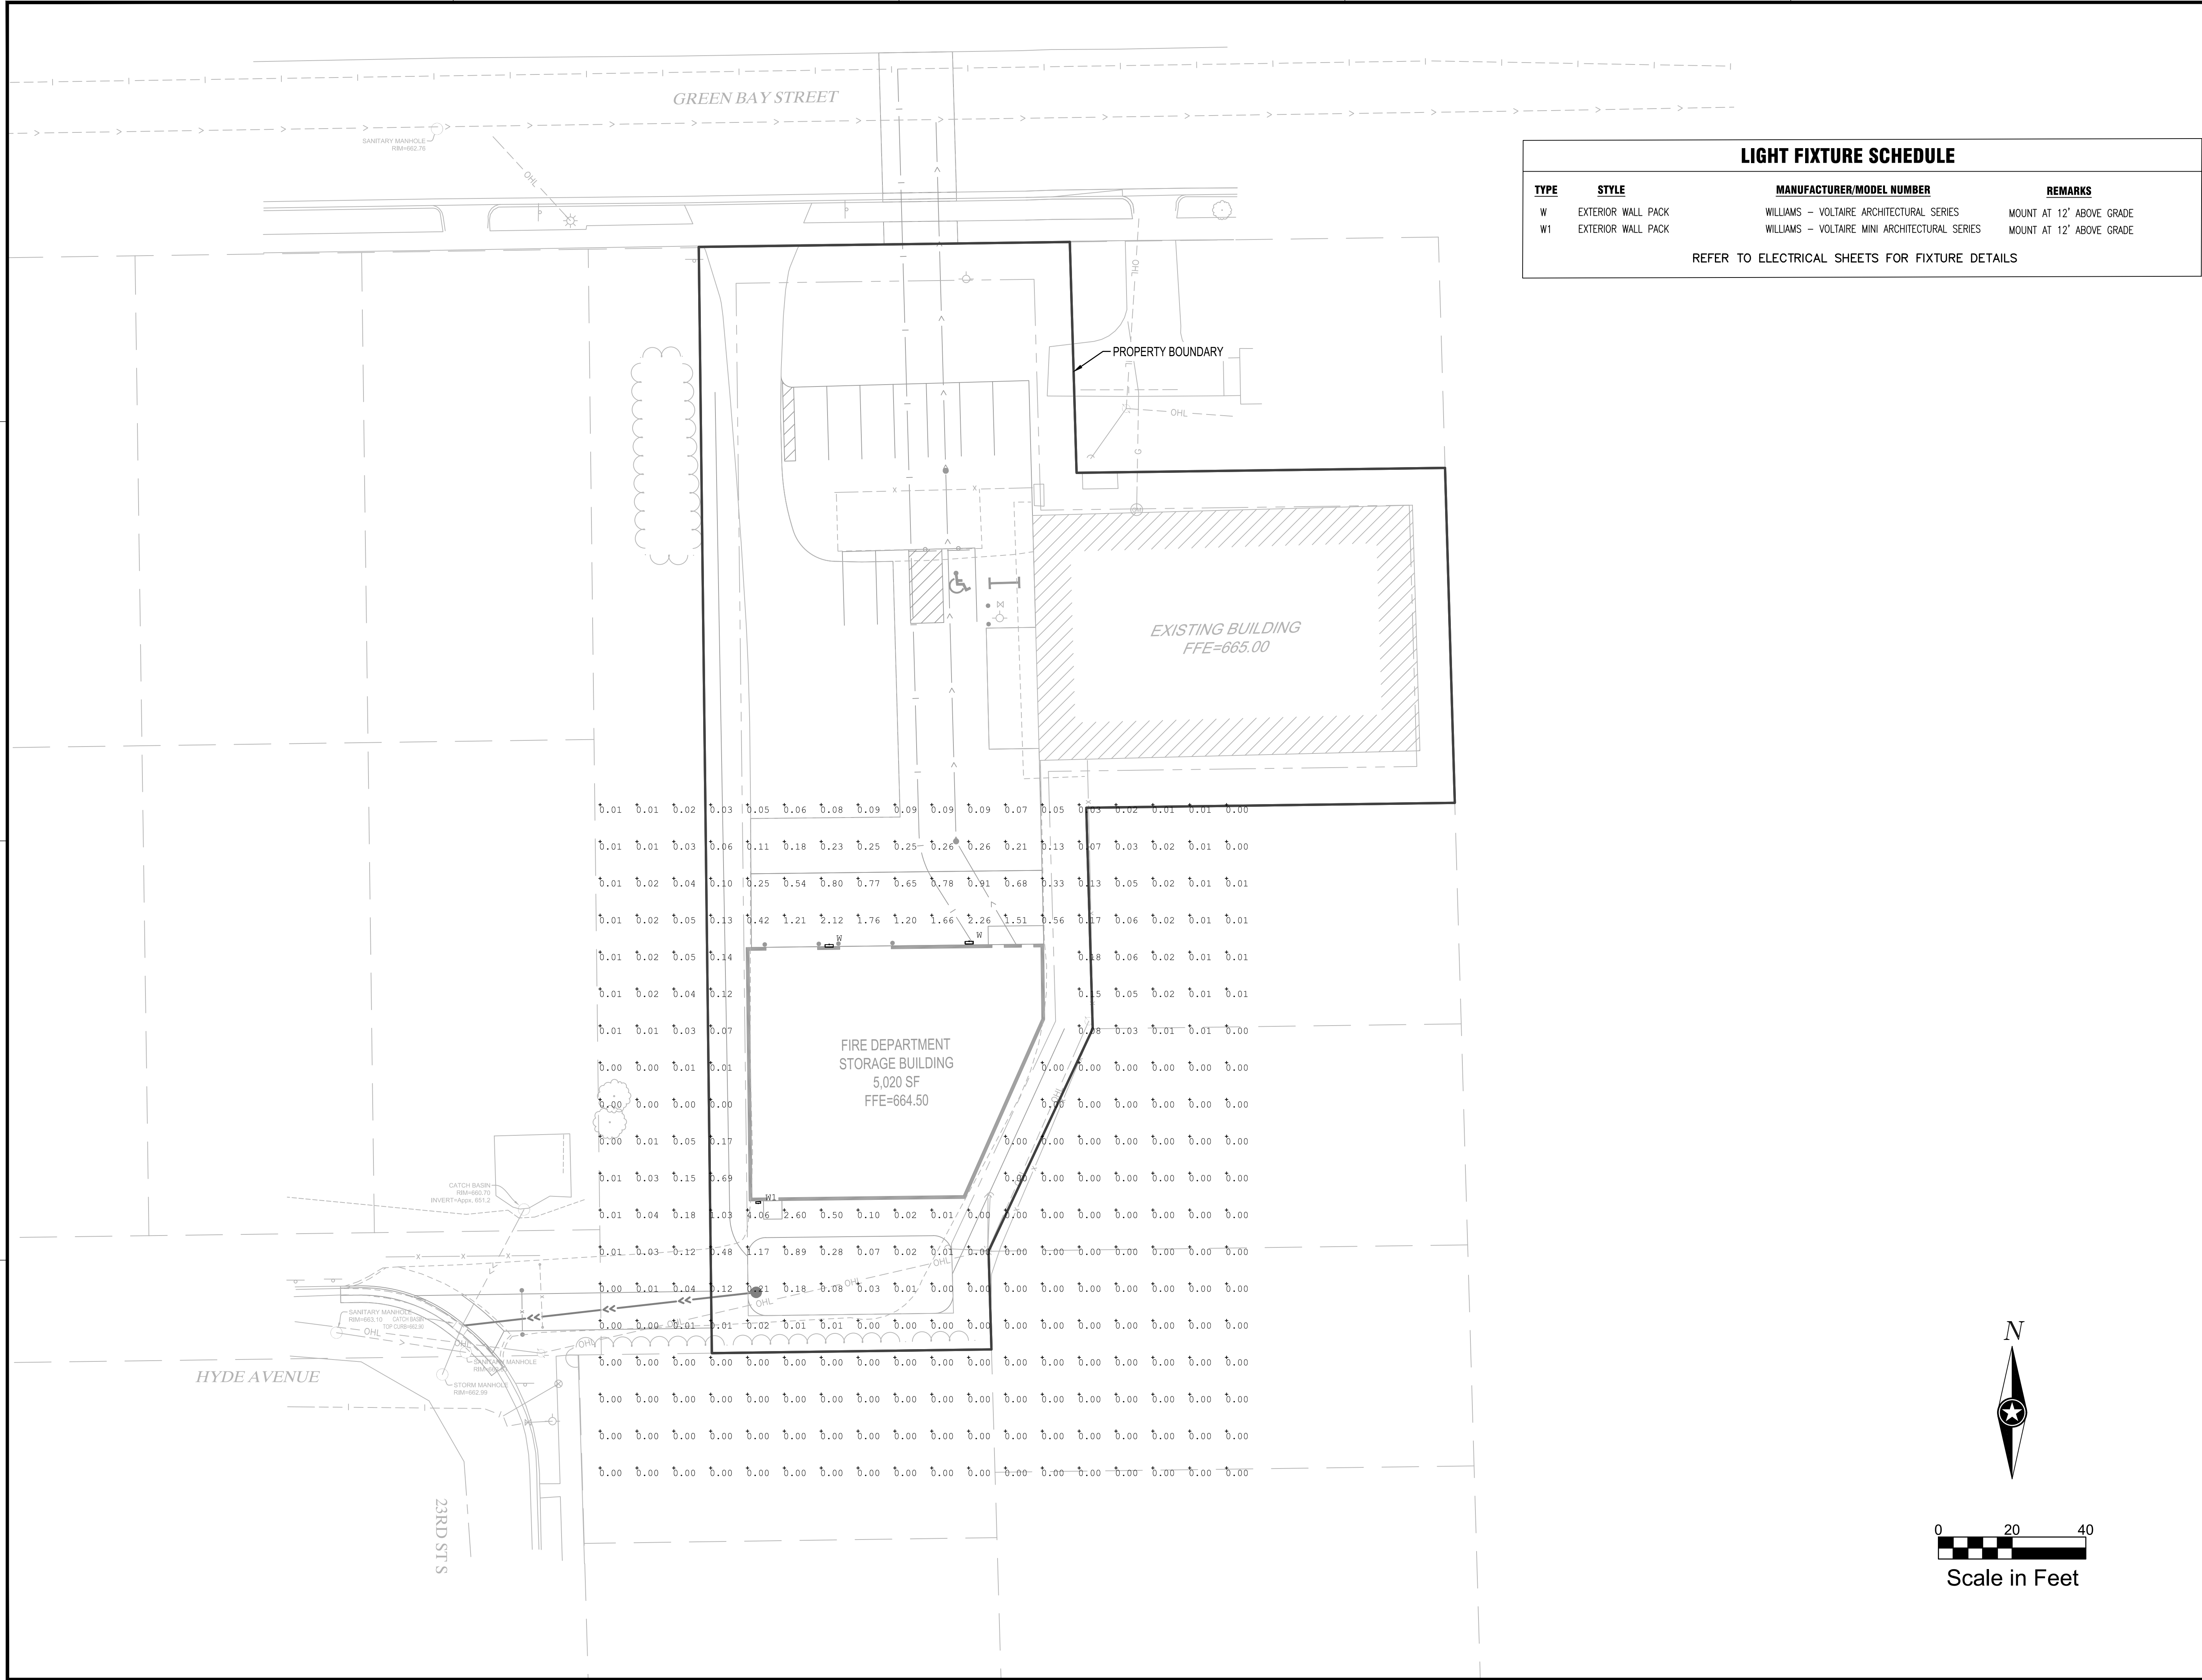 GREEN BAY STREET
SANITARY MANHOLE
RIM=662.76
OHL
LIGHT FIXTURE SCHEDULE
TYPE STYLE MANUFACTURER/MODEL NUMBER REMARKS
W EXTERIOR WALL PACK WILLIAMS – VOLTAIRE ARCHITECTURAL SERIES MOUNT AT 12' ABOVE GRADE
W1 EXTERIOR WALL PACK WILLIAMS – VOLTAIRE MINI ARCHITECTURAL SERIES MOUNT AT 12' ABOVE GRADE
REFER TO ELECTRICAL SHEETS FOR FIXTURE DETAILS
OHL
PROPERTY BOUNDARY
OHL
G
EXISTING BUILDING
FFE=665.00
0.01 0.01 0.02 0.03 0.05 0.06 0.08 0.09 0.09 0.09 0.09 0.07 0.05 0.03 0.02 0.01 0.01 0.00
0.01 0.01 0.03 0.06 0.11 0.18 0.23 0.25 0.25 0.26 0.26 0.21 0.13 0.07 0.03 0.02 0.01 0.00
0.01 0.02 0.04 0.10 0.25 0.54 0.80 0.77 0.65 0.78 0.91 0.68 0.33 0.13 0.05 0.02 0.01 0.01
0.01 0.02 0.05 0.13 0.42 1.21 2.12 1.76 1.20 1.66 2.26 1.51 0.56 0.17 0.06 0.02 0.01 0.01
W W
0.01 0.02 0.05 0.14 0.18 0.06 0.02 0.01 0.01
0.01 0.02 0.04 0.12 0.15 0.05 0.02 0.01 0.01
0.01 0.01 0.03 0.07 0.08 0.03 0.01 0.01 0.00
FIRE DEPARTMENT
STORAGE BUILDING
5,020 SF
FFE=664.50
0.00 0.00 0.01 0.01 0.00 0.00 0.00 0.00 0.00 0.00
OHL
0.00 0.00 0.00 0.00 0.00 0.00 0.00 0.00 0.00 0.00
0.00 0.01 0.05 0.17 0.00 0.00 0.00 0.00 0.00 0.00 0.00
0.01 0.03 0.15 0.69 0.00 0.00 0.00 0.00 0.00 0.00 0.00
CATCH BASIN
RIM=660.70
INVERT=Appx. 651.2
W1
0.01 0.04 0.18 1.03 4.06 2.60 0.50 0.10 0.02 0.01 0.00 0.00 0.00 0.00 0.00 0.00 0.00 0.00
0.01 0.03 0.12 0.48 1.17 0.89 0.28 0.07 0.02 0.01 0.00 0.00 0.00 0.00 0.00 0.00 0.00 0.00
OHL
0.00 0.01 0.04 0.12 0.21 0.18 0.08 0.03 0.01 0.00 0.00 0.00 0.00 0.00 0.00 0.00 0.00 0.00
OHL
OHL
SANITARY MANHOLE
RIM=663.10
CATCH BASIN
TOP CURB=662.90
OHL
0.00 0.00 0.01 0.01 0.02 0.01 0.01 0.00 0.00 0.00 0.00 0.00 0.00 0.00 0.00 0.00 0.00 0.00
OHL
OHL
OHL
SANITARY MANHOLE
0.00 0.00 0.00 0.00 0.00 0.00 0.00 0.00 0.00 0.00 0.00 0.00 0.00 0.00 0.00 0.00 0.00 0.00
HYDE AVENUE
STORM MANHOLE
RIM=662.99
0.00 0.00 0.00 0.00 0.00 0.00 0.00 0.00 0.00 0.00 0.00 0.00 0.00 0.00 0.00 0.00 0.00 0.00
0.00 0.00 0.00 0.00 0.00 0.00 0.00 0.00 0.00 0.00 0.00 0.00 0.00 0.00 0.00 0.00 0.00 0.00
0.00 0.00 0.00 0.00 0.00 0.00 0.00 0.00 0.00 0.00 0.00 0.00 0.00 0.00 0.00 0.00 0.00 0.00
23RD ST S
N
0 20 40
Scale in Feet